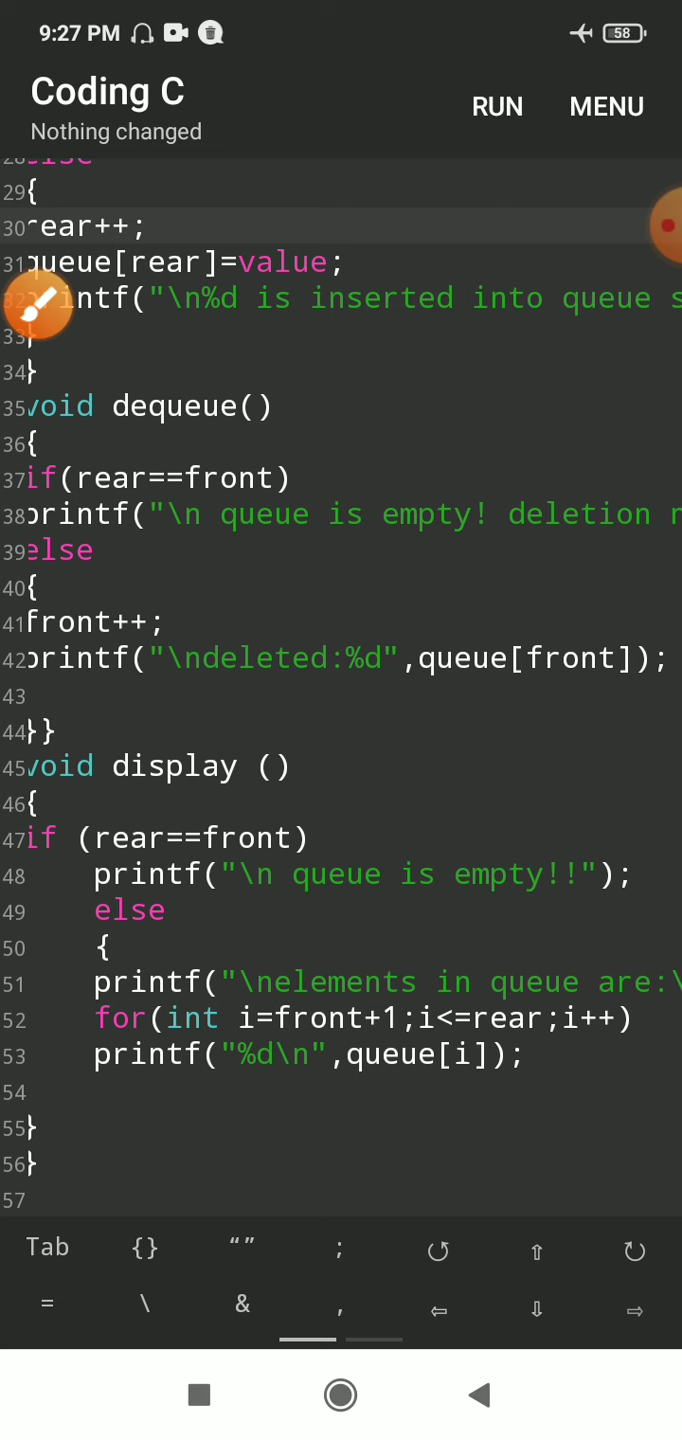 9:27 PM 58
Coding C
RUN MENU
Nothing changed
29{
30rear++;
31queue[rear]=value;
intf("\n%d is inserted into queue s
33}
34}
35void dequeue()
36{
37if(rear==front)
38printf("\n queue is empty! deletion n
39else
40{
41front++;
42printf("\ndeleted:%d",queue[front]);
43
44}}
45void display ()
46{
47if (rear==front)
48 printf("\n queue is empty!!");
49 else
50 {
51 printf("\nelements in queue are:\
52 for(int i=front+1;i<=rear;i++)
53 printf("%d\n",queue[i]);
54
55}
56}
57
Tab {} “” ; ↺ ⇧ ↻
= \ & , ⇦ ⇩ ⇨